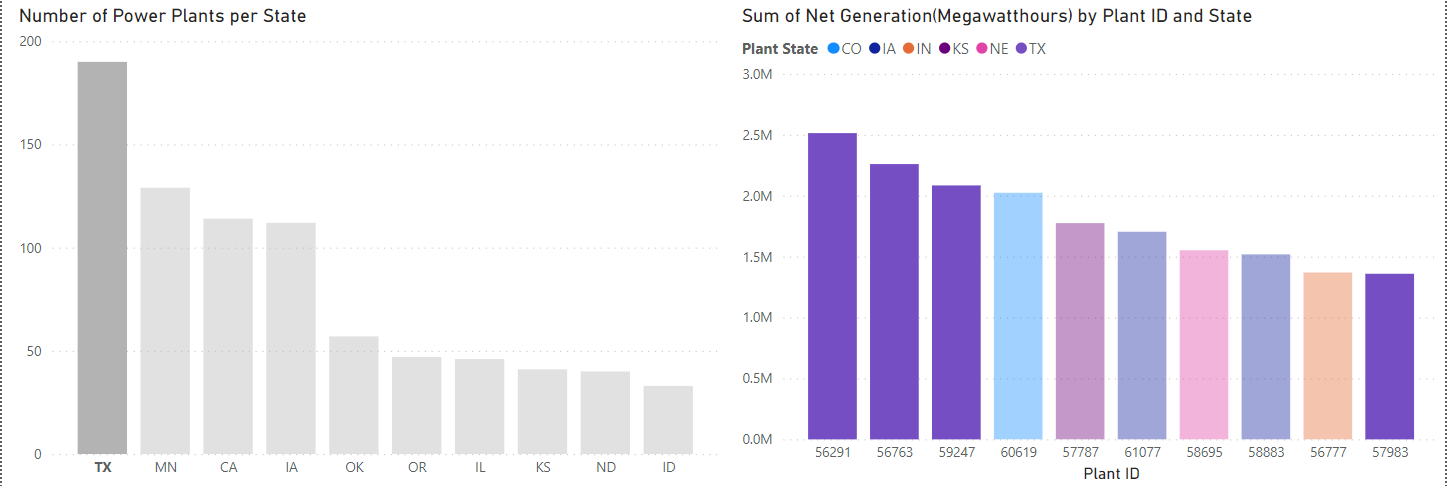 Number of Power Plants per State
200
150
100
50
0
TX MN CA IA OK OR IL KS ND ID
Sum of Net Generation(Megawatthours) by Plant ID and State
Plant State CO IA IN KS NE TX
3.0M
2.5M
2.0M
1.5M
1.0M
0.5M
0.0M
56291 56763 59247 60619 57787 61077 58695 58883 56777 57983
Plant ID